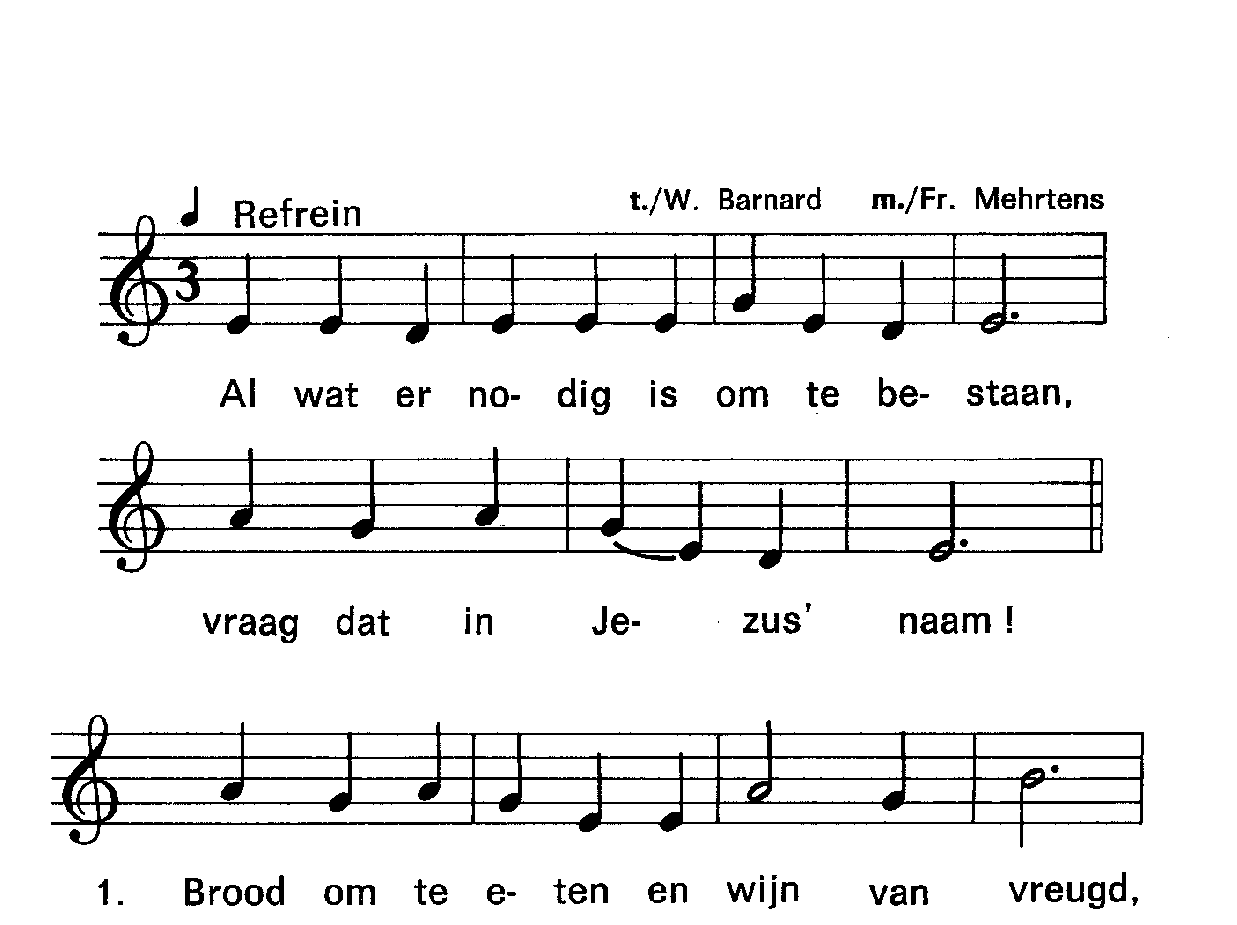 Refrein t./W. Barnard m./Fr. Mehrtens
3
Al wat er no- dig is om te be- staan,
vraag dat in Je- zus' naam !
1. Brood om te e- ten en wijn van vreugd,